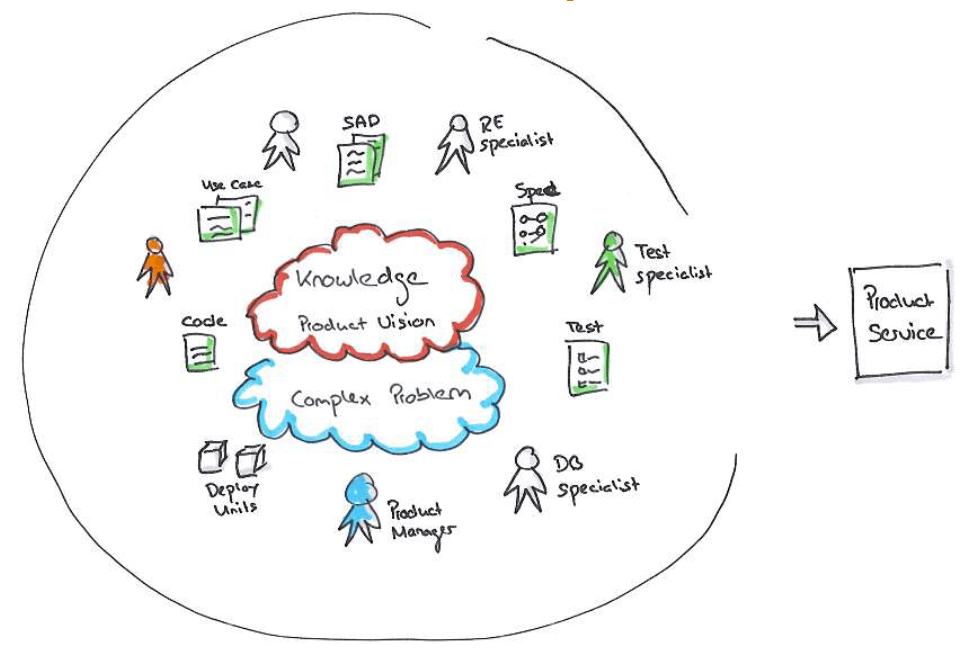 SAD
RE
specialist
Use Case
Spec
Test
specialist
Knowledge
Product Vision
Code
Test
Product
Service
Complex Problem
DB
specialist
Deploy
Units
Product
Manager